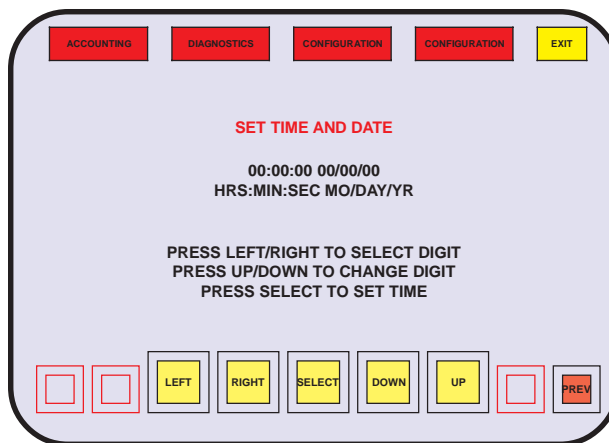 ACCOUNTING DIAGNOSTICS CONFIGURATION CONFIGURATION EXIT
SET TIME AND DATE
00:00:00 00/00/00
HRS:MIN:SEC MO/DAY/YR
PRESS LEFT/RIGHT TO SELECT DIGIT
PRESS UP/DOWN TO CHANGE DIGIT
PRESS SELECT TO SET TIME
LEFT RIGHT SELECT DOWN UP PREV